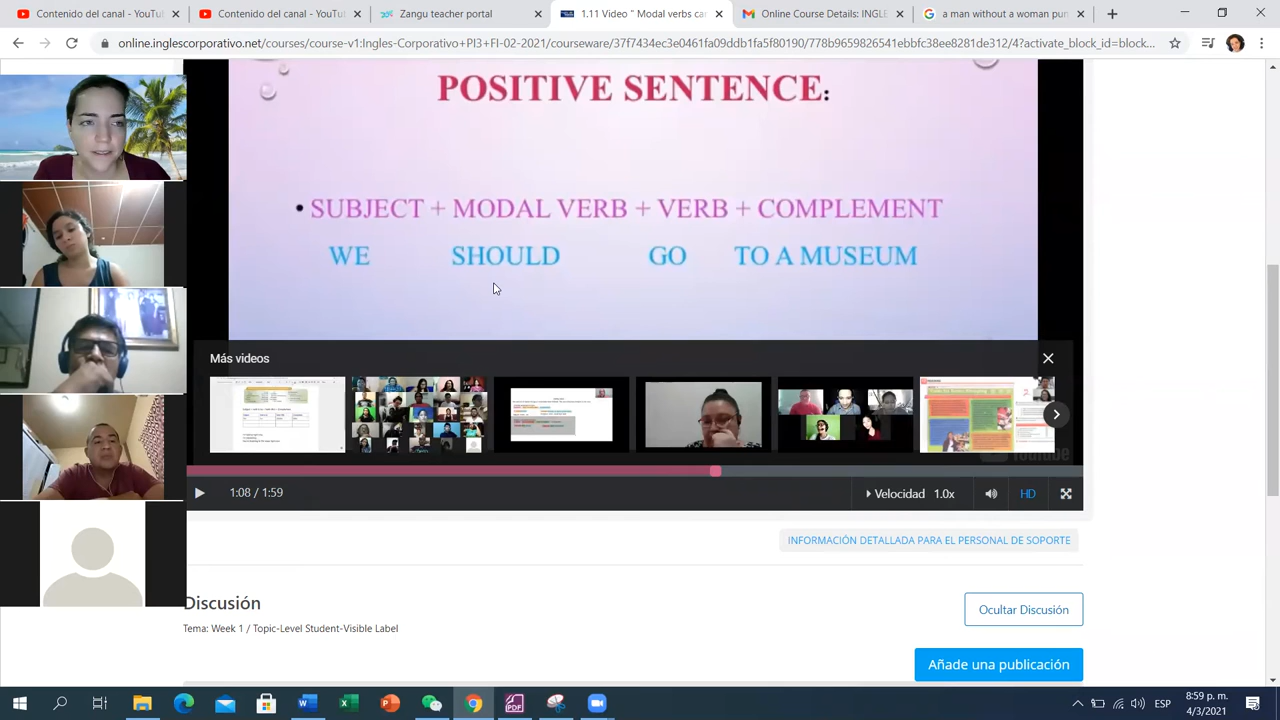 Contenidos del canal - YouTu
Contenidos del canal - YouTu
Zangu teacher portal
1.11 Video " Modal verbs ca
Online Course Details: INGLE
a man without a woman pun
online.inglescorporativo.net/courses/course-v1:Ingles-Corporativo+PI3+FI-02-2021/courseware/37f7434ec3e0461fa09ddb1fa5f80190/778b9659826541ebbfc38ee8281de312/4?activate_block_id=block...
POSITIVE SENTENCE:
• SUBJECT + MODAL VERB + VERB + COMPLEMENT
WE SHOULD GO TO A MUSEUM
Más videos
1:08 / 1:59
Velocidad 1.0x
HD
INFORMACIÓN DETALLADA PARA EL PERSONAL DE SOPORTE
Discusión
Ocultar Discusión
Tema: Week 1 / Topic-Level Student-Visible Label
Añade una publicación
ESP
8:59 p. m.
4/3/2021